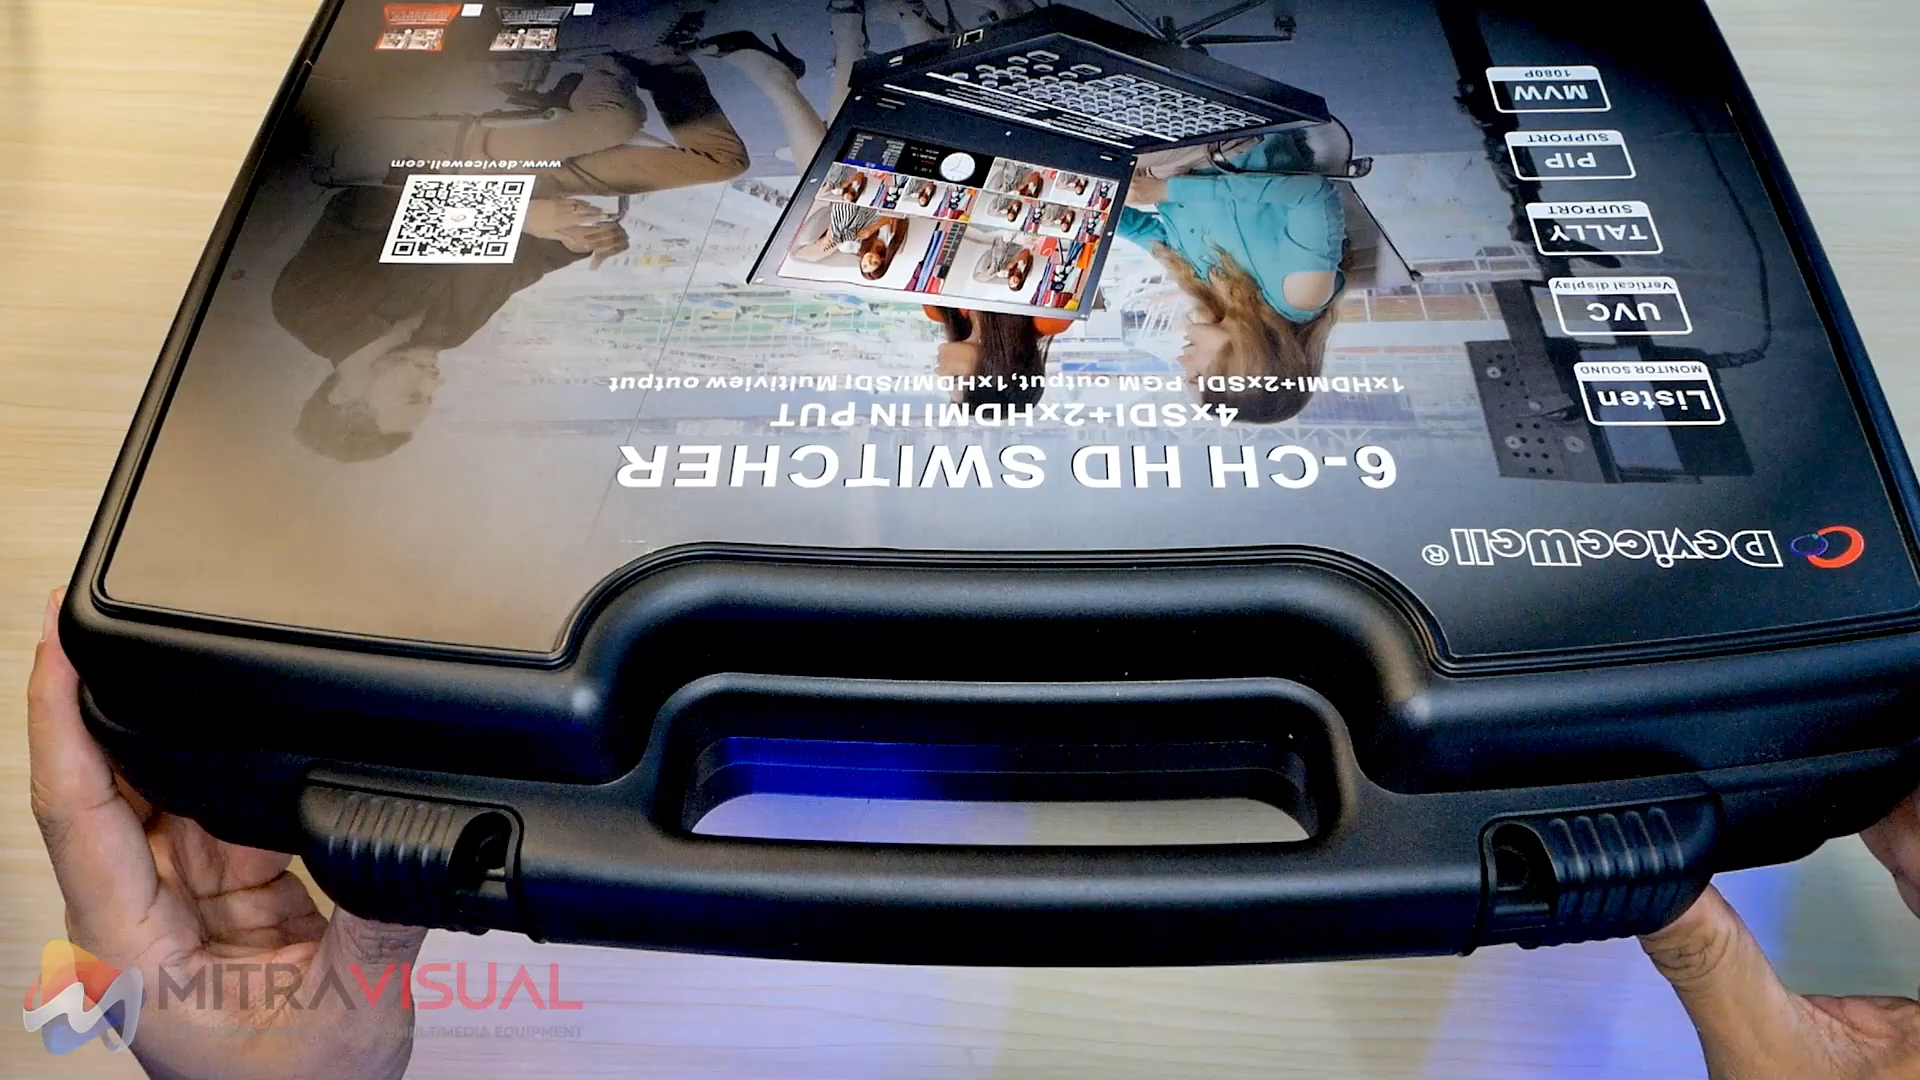 DeviceWell®
6-CH HD SWITCHER
4xSDI+2xHDMI IN PUT
1xHDMI+2xSDI PGM output,1xHDMI/SDI Multiview output
Listen
MONITOR SOUND
UVC
Vertical display
TALLY
SUPPORT
PIP
SUPPORT
MVW
1080P
www.devicewell.com
MITRAVISUAL
MULTIMEDIA EQUIPMENT